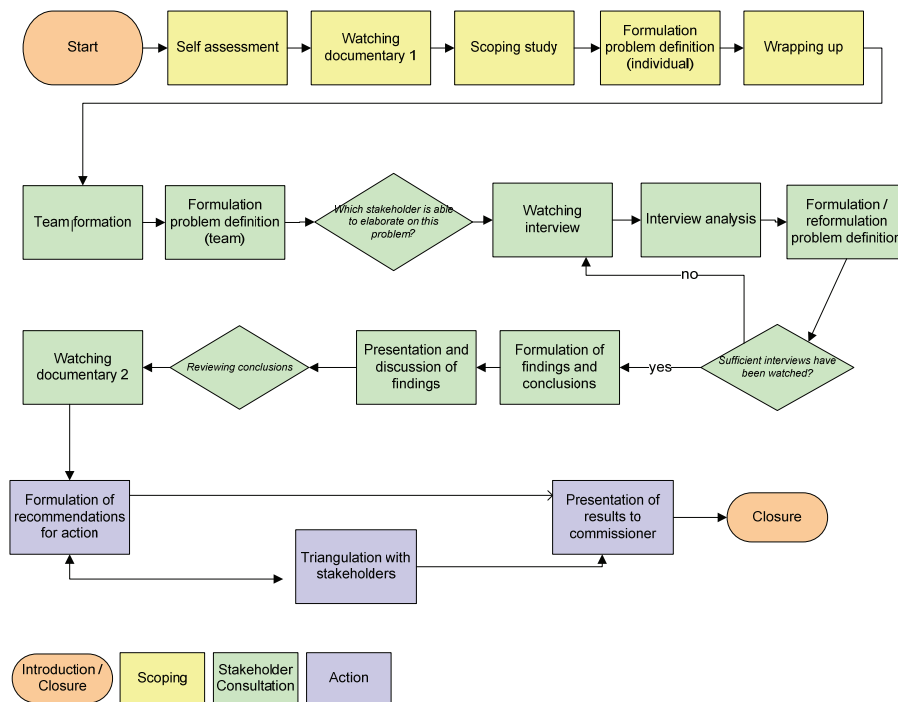 Start
Self assessment
Watching
documentary 1
Scoping study
Formulation
problem definition
(individual)
Wrapping up
Team formation
Formulation
problem definition
(team)
Which stakeholder is able
to elaborate on this
problem?
Watching
interview
Interview analysis
Formulation /
reformulation
problem definition
no
Watching
documentary 2
Reviewing conclusions
Presentation and
discussion of
findings
Formulation of
findings and
conclusions
yes
Sufficient interviews have
been watched?
Formulation of
recommendations
for action
Triangulation with
stakeholders
Presentation of
results to
commissioner
Closure
Introduction /
Closure
Scoping
Stakeholder
Consultation
Action